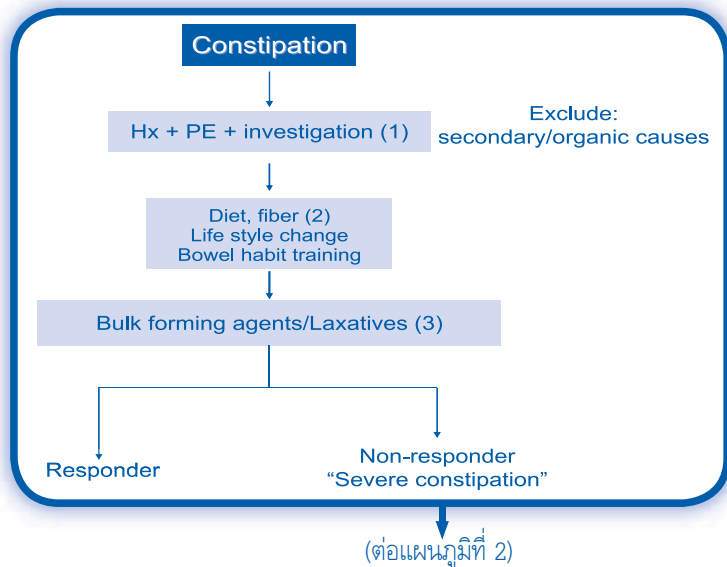 Constipation
Hx + PE + investigation (1)
Exclude:
secondary/organic causes
Diet, fiber (2)
Life style change
Bowel habit training
Bulk forming agents/Laxatives (3)
Responder
Non-responder
“Severe constipation”
(ต่อแผนภูมิที่ 2)